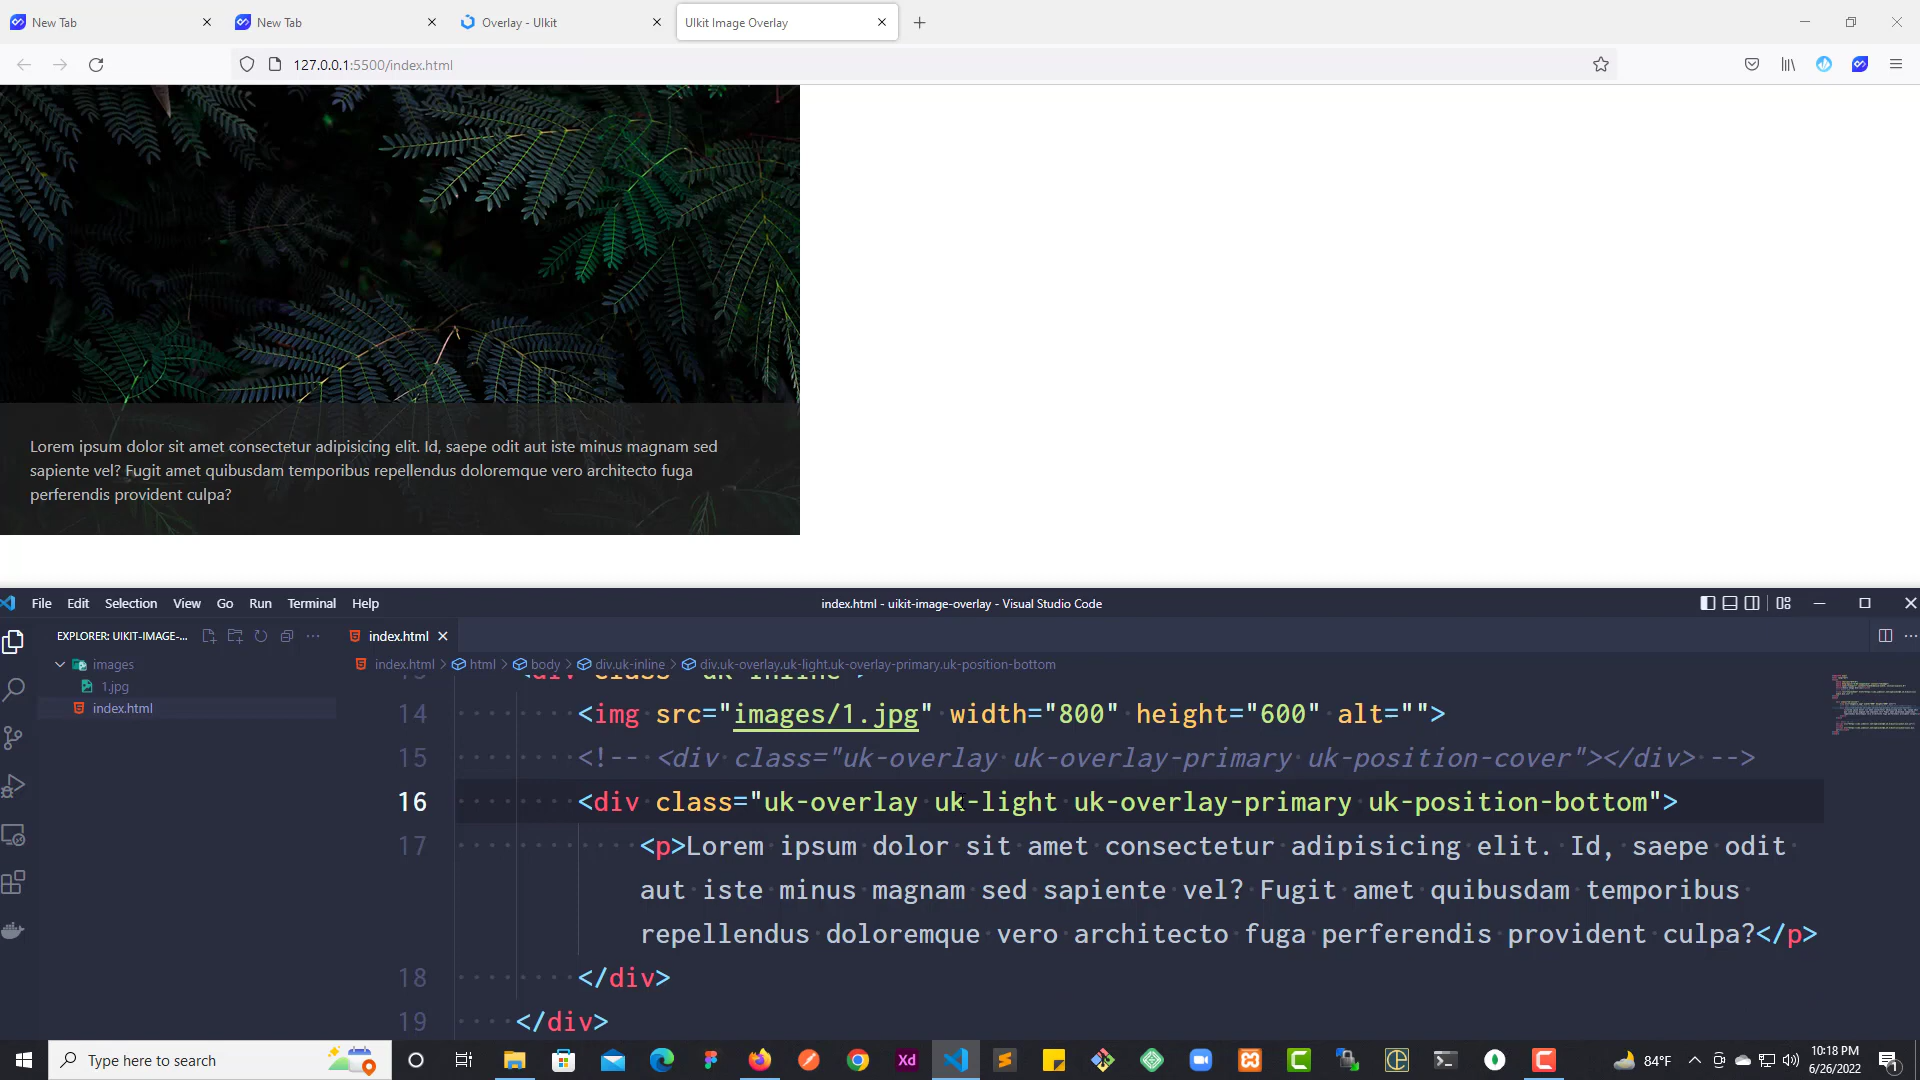 New Tab
New Tab
Overlay - UIkit
UIkit Image Overlay
127.0.0.1:5500/index.html
Lorem ipsum dolor sit amet consectetur adipisicing elit. Id, saepe odit aut iste minus magnam sed
sapiente vel? Fugit amet quibusdam temporibus repellendus doloremque vero architecto fuga
perferendis provident culpa?
File Edit Selection View Go Run Terminal Help
index.html - uikit-image-overlay - Visual Studio Code
EXPLORER: UIKIT-IMAGE-...
index.html
images
1.jpg
index.html
index.html > html > body > div.uk-inline > div.uk-overlay.uk-light.uk-overlay-primary.uk-position-bottom
14 <img src="images/1.jpg" width="800" height="600" alt="">
15 <!-- <div class="uk-overlay uk-overlay-primary uk-position-cover"></div> -->
16 <div class="uk-overlay uk-light uk-overlay-primary uk-position-bottom">
17 <p>Lorem ipsum dolor sit amet consectetur adipisicing elit. Id, saepe odit
aut iste minus magnam sed sapiente vel? Fugit amet quibusdam temporibus
repellendus doloremque vero architecto fuga perferendis provident culpa?</p>
18 </div>
19 </div>
Type here to search
Xd
84°F
10:18 PM
6/26/2022
1